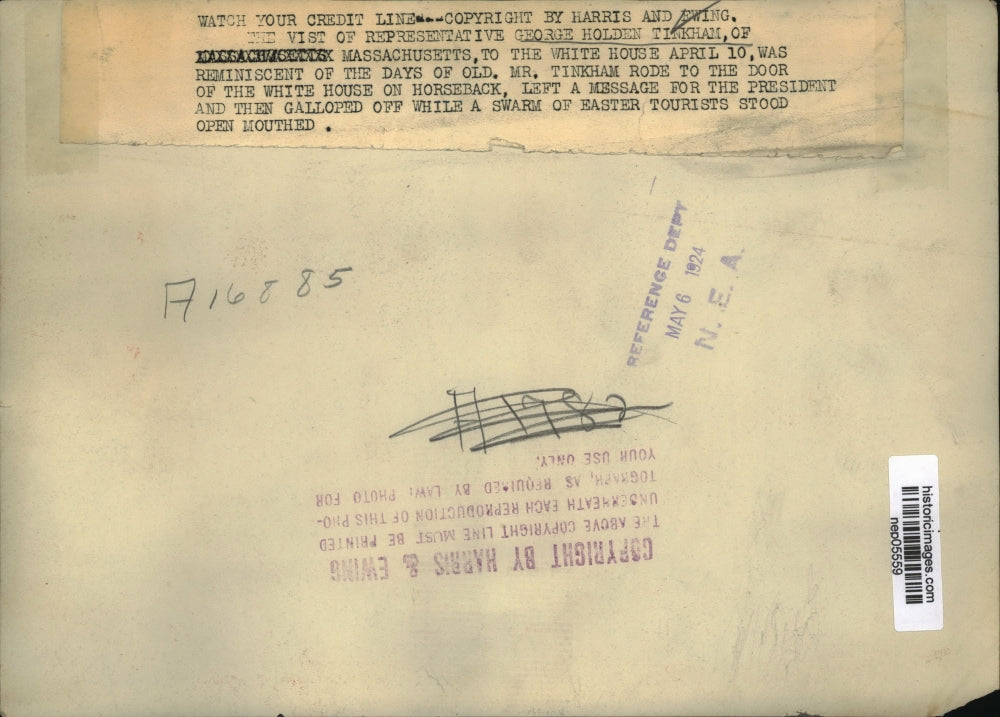 WATCH YOUR CREDIT LINE---COPYRIGHT BY HARRIS AND EWING.
THE VIST OF REPRESENTATIVE GEORGE HOLDEN TINKHAM,OF
MASSACHUSETTS,TO THE WHITE HOUSE APRIL 10,WAS
REMINISCENT OF THE DAYS OF OLD. MR. TINKHAM RODE TO THE DOOR
OF THE WHITE HOUSE ON HORSEBACK, LEFT A MESSAGE FOR THE PRESIDENT
AND THEN GALLOPED OFF WHILE A SWARM OF EASTER TOURISTS STOOD
OPEN MOUTHED .
REFERENCE DEPT
MAY 6 1924
N. E. A.
A16885
COPYRIGHT BY HARRIS & EWING
THE ABOVE COPYRIGHT LINE MUST BE PRINTED
UNDERNEATH EACH REPRODUCTION OF THIS PHO-
TOGRAPH, AS REQUIRED BY LAW. PHOTO FOR
YOUR USE ONLY.
historicimages.com
nep05559